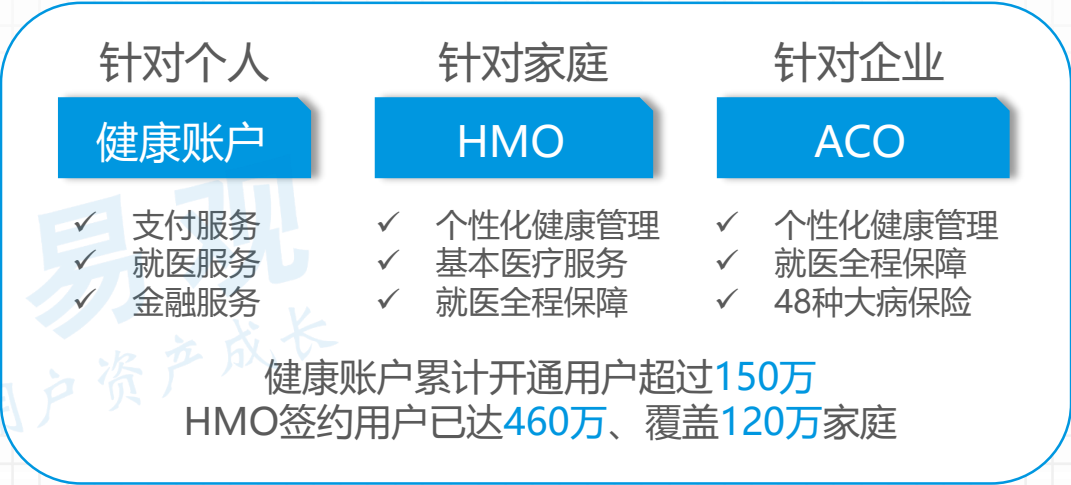 针对个人
针对家庭
针对企业
健康账户
HMO
ACO
✓ 支付服务
✓ 就医服务
✓ 金融服务
✓ 个性化健康管理
✓ 基本医疗服务
✓ 就医全程保障
✓ 个性化健康管理
✓ 就医全程保障
✓ 48种大病保险
健康账户累计开通用户超过150万
HMO签约用户已达460万、覆盖120万家庭
易观
用户资产成长